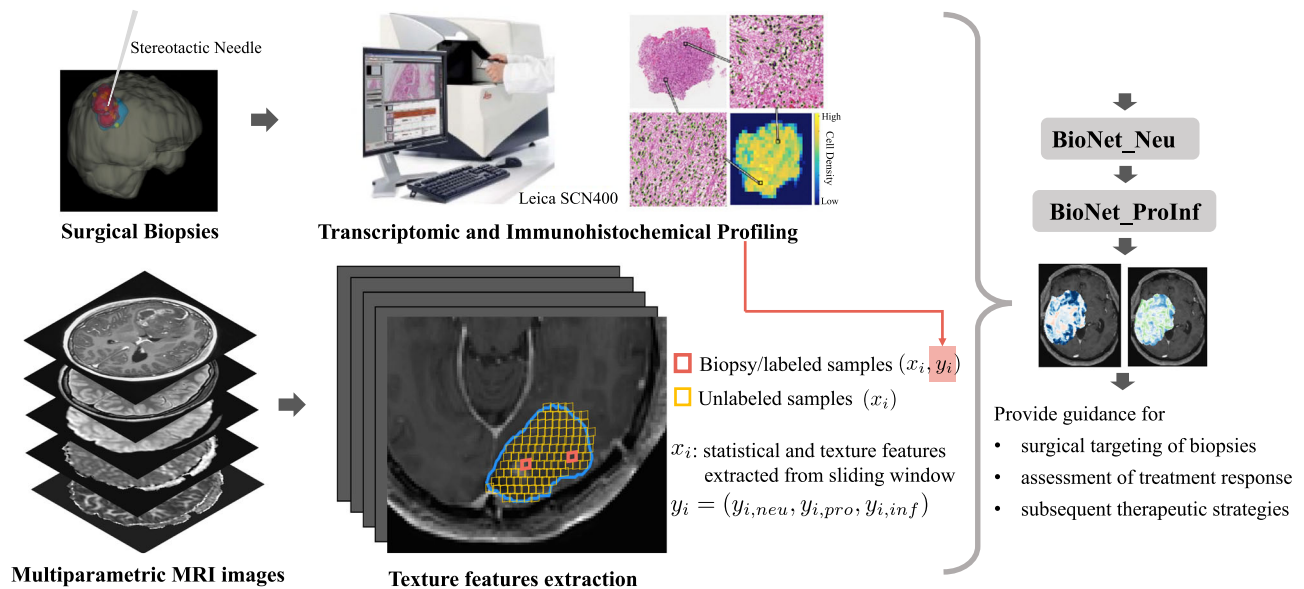 Stereotactic Needle
Surgical Biopsies
Leica SCN400
High
Cell Density
Low
Transcriptomic and Immunohistochemical Profiling
Multiparametric MRI images
Texture features extraction
Biopsy/labeled samples (x_i, y_i)
Unlabeled samples (x_i)
x_i: statistical and texture features
extracted from sliding window
y_i = (y_{i,neu}, y_{i,pro}, y_{i,inf})
BioNet_Neu
BioNet_ProInf
Provide guidance for
• surgical targeting of biopsies
• assessment of treatment response
• subsequent therapeutic strategies